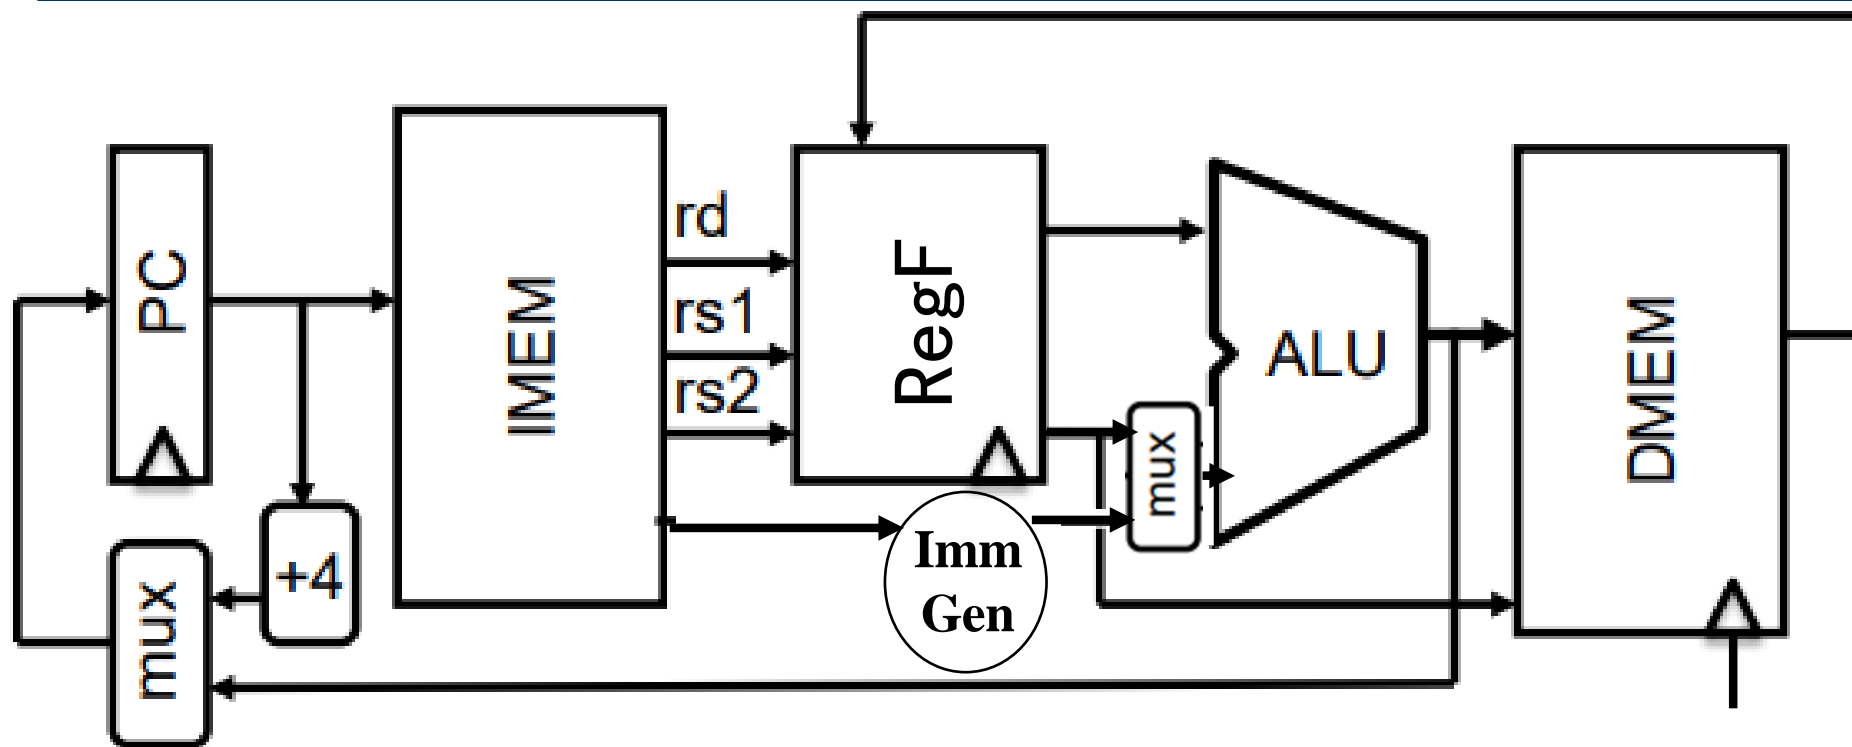 PC
+4
mux
IMEM
rd
rs1
rs2
RegF
Imm
Gen
mux
ALU
DMEM